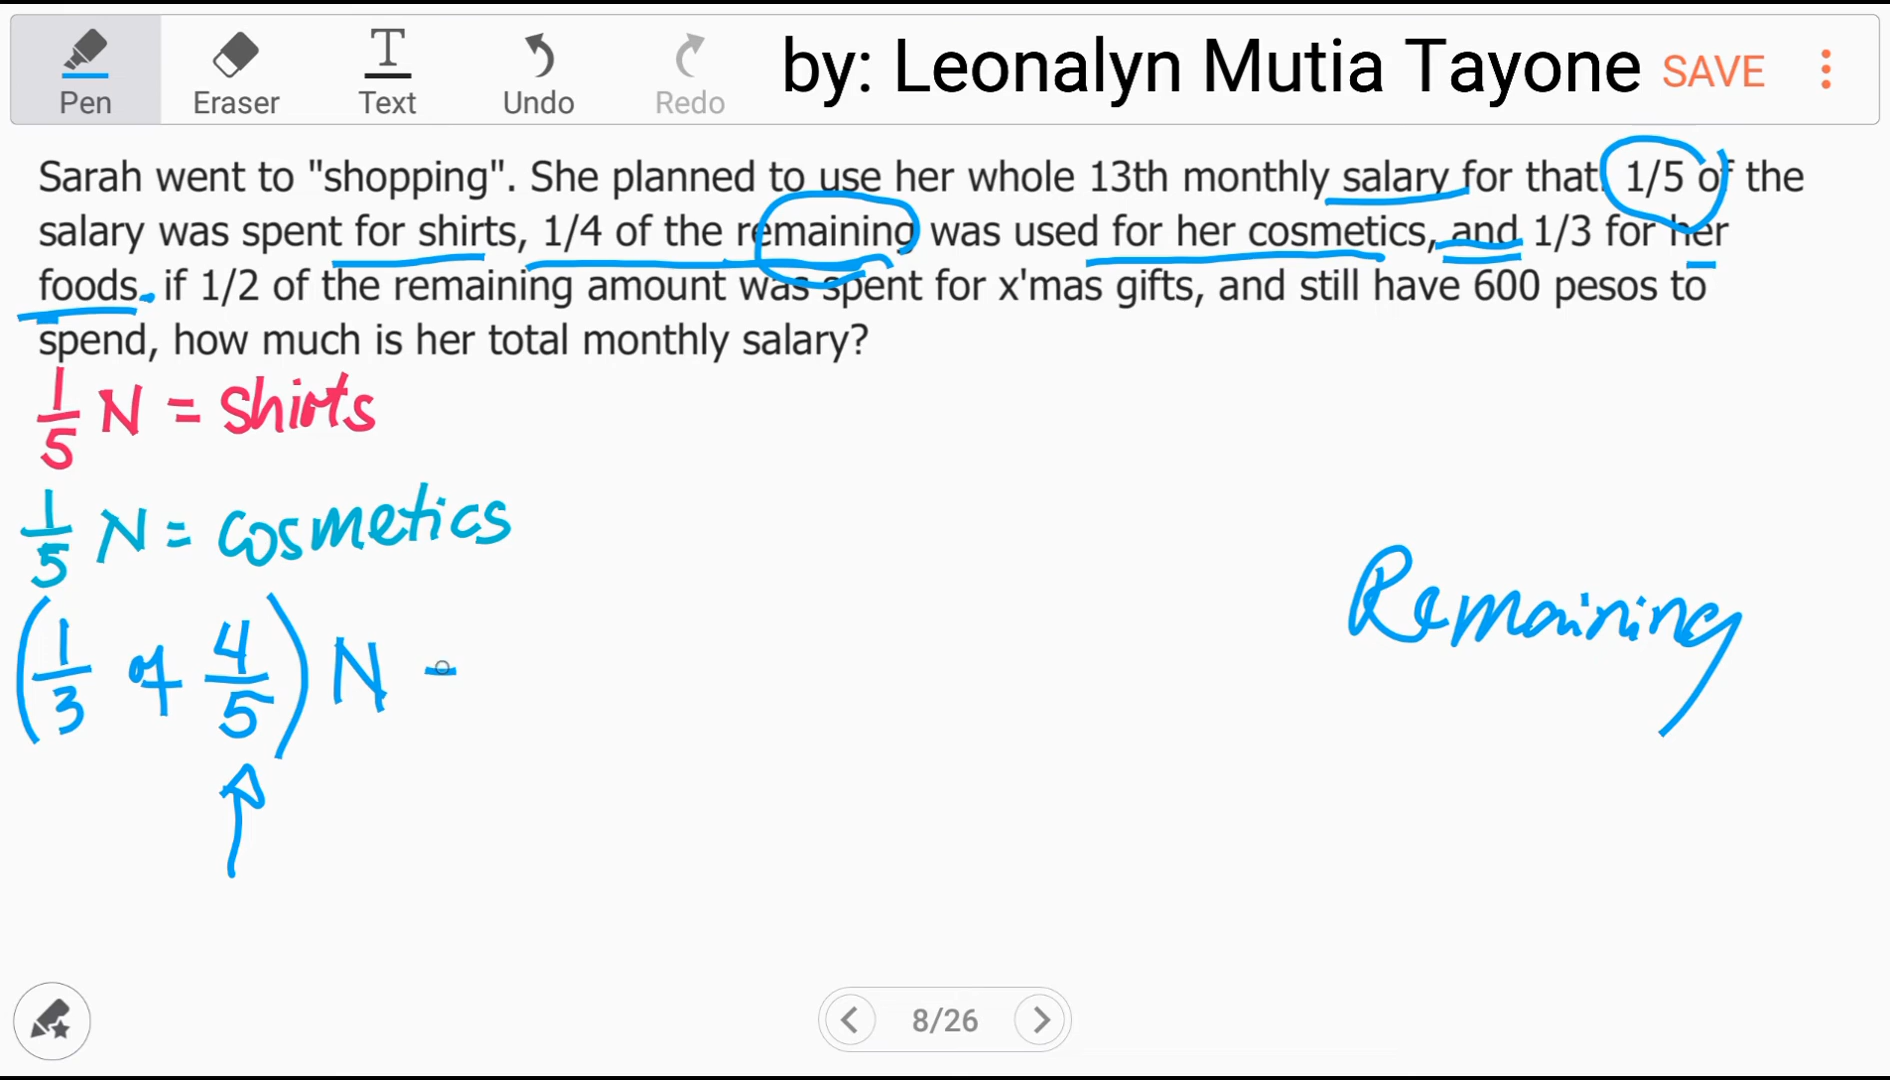 Pen Eraser Text Undo Redo by: Leonalyn Mutia Tayone SAVE
Sarah went to "shopping". She planned to use her whole 13th monthly salary for that. 1/5 of the
salary was spent for shirts, 1/4 of the remaining was used for her cosmetics, and 1/3 for her
foods. if 1/2 of the remaining amount was spent for x'mas gifts, and still have 600 pesos to
spend, how much is her total monthly salary?
1/5 N = shirts
1/5 N = cosmetics
Remaining
(1/3 of 4/5) N -
8/26